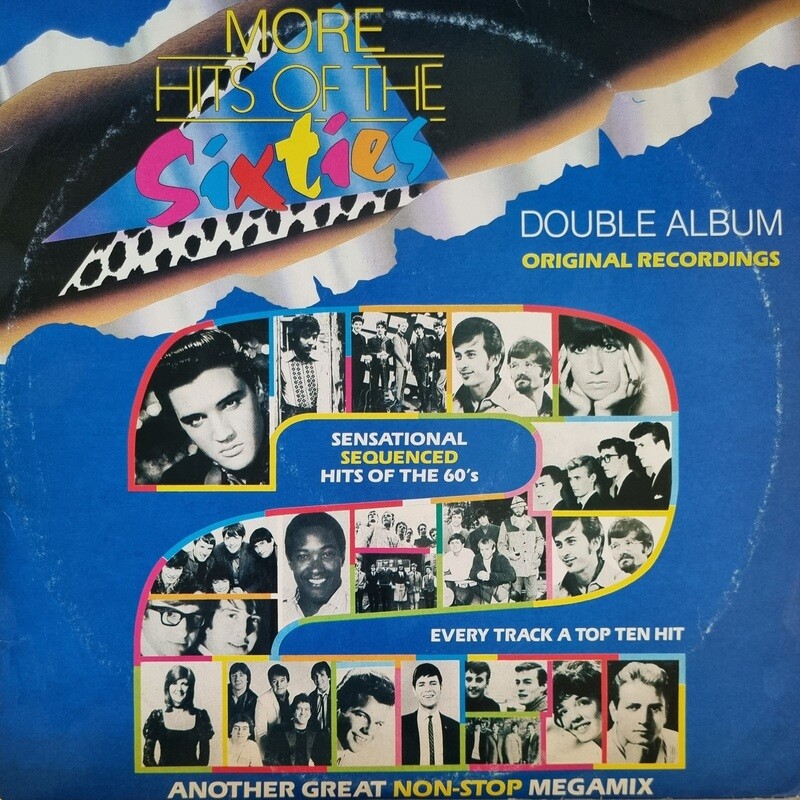 MORE
HITS OF THE
Sixties
DOUBLE ALBUM
ORIGINAL RECORDINGS
SENSATIONAL
SEQUENCED
HITS OF THE 60's
EVERY TRACK A TOP TEN HIT
ANOTHER GREAT NON-STOP MEGAMIX